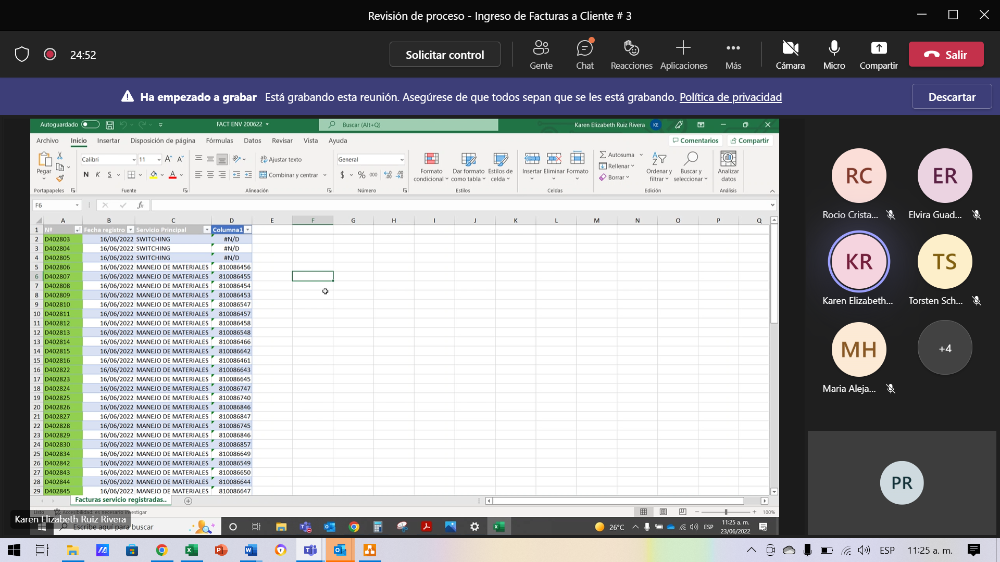 Revisión de proceso - Ingreso de Facturas a Cliente # 3
24:52
Solicitar control
Gente
Chat
Reacciones
Aplicaciones
Más
Cámara
Micro
Compartir
Salir
Ha empezado a grabar Está grabando esta reunión. Asegúrese de que todos sepan que se les está grabando. Política de privacidad
Descartar
Autoguardado
FACT ENV 200622
Buscar (Alt+Q)
Karen Elizabeth Ruiz Rivera
KE
Archivo Inicio Insertar Disposición de página Fórmulas Datos Revisar Vista Ayuda
Comentarios
Compartir
Pegar
Portapapeles
Calibri 11
N K S
Fuente
Ajustar texto
Combinar y centrar
Alineación
General
$ % 000
Número
Formato condicional
Dar formato como tabla
Estilos de celda
Estilos
Insertar Eliminar Formato
Celdas
Autosuma
Rellenar
Borrar
Ordenar y filtrar
Buscar y seleccionar
Edición
Analizar datos
Análisis
F6
fx
A B C D E F G H I J K L M N O P Q
1 Nº Fecha registro Servicio Principal Columna1
2 D402803 16/06/2022 SWITCHING #N/D
3 D402804 16/06/2022 SWITCHING #N/D
4 D402805 16/06/2022 SWITCHING #N/D
5 D402806 16/06/2022 MANEJO DE MATERIALES 810086456
6 D402807 16/06/2022 MANEJO DE MATERIALES 810086455
7 D402808 16/06/2022 MANEJO DE MATERIALES 810086454
8 D402809 16/06/2022 MANEJO DE MATERIALES 810086453
9 D402810 16/06/2022 MANEJO DE MATERIALES 810086547
10 D402811 16/06/2022 MANEJO DE MATERIALES 810086457
11 D402812 16/06/2022 MANEJO DE MATERIALES 810086458
12 D402813 16/06/2022 MANEJO DE MATERIALES 810086548
13 D402814 16/06/2022 MANEJO DE MATERIALES 810086466
14 D402815 16/06/2022 MANEJO DE MATERIALES 810086642
15 D402816 16/06/2022 MANEJO DE MATERIALES 810086461
16 D402822 16/06/2022 MANEJO DE MATERIALES 810086643
17 D402823 16/06/2022 MANEJO DE MATERIALES 810086645
18 D402824 16/06/2022 MANEJO DE MATERIALES 810086747
19 D402825 16/06/2022 MANEJO DE MATERIALES 810086740
20 D402826 16/06/2022 MANEJO DE MATERIALES 810086846
21 D402827 16/06/2022 MANEJO DE MATERIALES 810086847
22 D402828 16/06/2022 MANEJO DE MATERIALES 810086745
23 D402829 16/06/2022 MANEJO DE MATERIALES 810086846
24 D402830 16/06/2022 MANEJO DE MATERIALES 810086857
25 D402834 16/06/2022 MANEJO DE MATERIALES 810086649
26 D402842 16/06/2022 MANEJO DE MATERIALES 810086549
27 D402843 16/06/2022 MANEJO DE MATERIALES 810086650
28 D402844 16/06/2022 MANEJO DE MATERIALES 810086644
29 D402845 16/06/2022 MANEJO DE MATERIALES 810086647
Facturas servicio registradas..
Listo Accesibilidad: es necesario investigar
100%
Karen Elizabeth Ruiz Rivera
Escribe aquí para buscar
26°C
ESP
11:25 a. m.
23/06/2022
RC
Rocio Crista...
ER
Elvira Guad...
KR
Karen Elizabeth...
TS
Torsten Sch...
MH
Maria Aleja...
+4
PR
ESP
11:25 a. m.